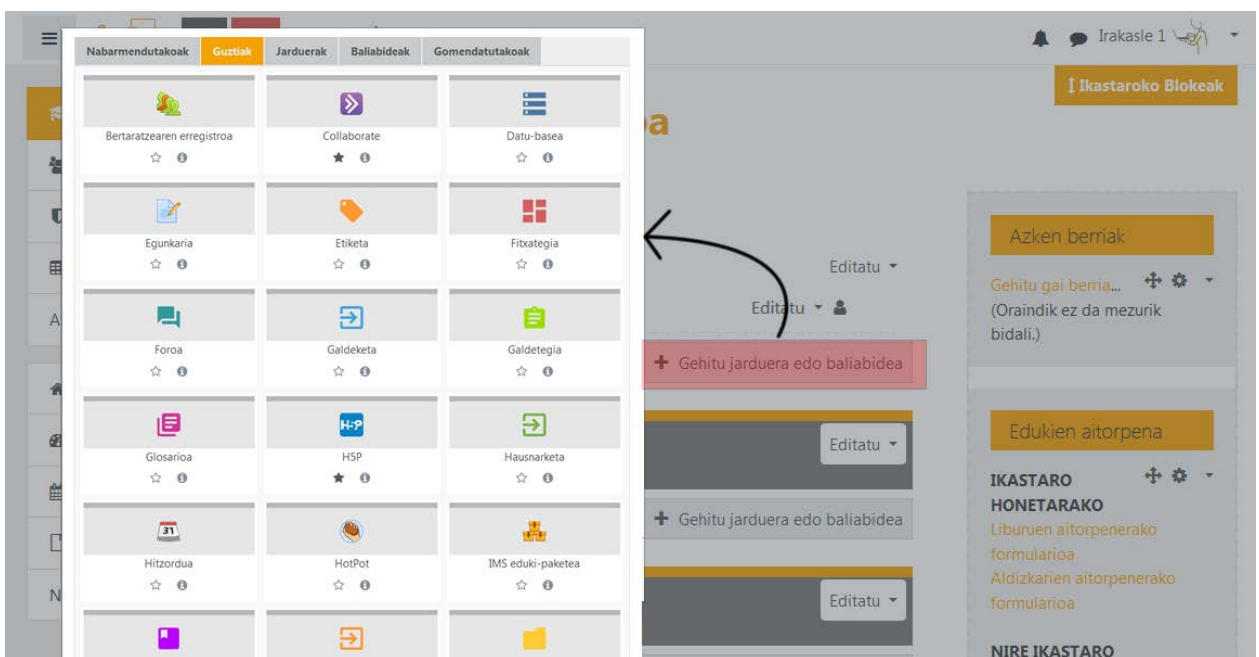 Nabarmendutakoak Guztiak Jarduerak Baliabideak Gomendatutakoak
Irakasle 1
Ikastaroko Blokeak
oa
Bertaratzearen erregistroa Collaborate Datu-basea
Egunkaria Etiketa Fitxategia
Foroa Galdeketa Galdetegia
Glosarioa H5P Hausnarketa
H5P
31
Hitzordua HotPot IMS eduki-paketea
A
N
Editatu
Editatu
+ Gehitu jarduera edo baliabidea
Editatu
+ Gehitu jarduera edo baliabidea
Editatu
Azken berriak
Gehitu gai berria...
(Oraindik ez da mezurik
bidali.)
Edukien aitorpena
IKASTARO
HONETARAKO
Liburuen aitorpenerako
formularioa
Aldizkarien aitorpenerako
formularioa
NIRE IKASTARO